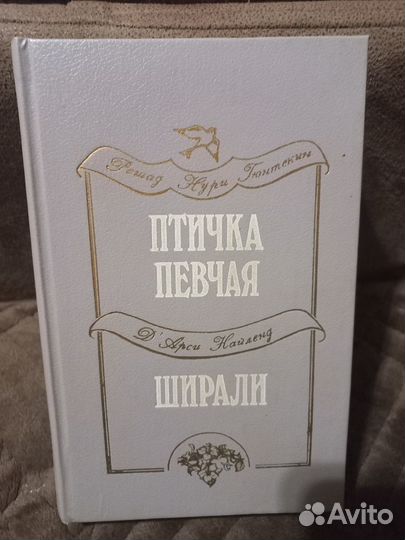 Решад Нури Гюнтекин
ПТИЧКА
ПЕВЧАЯ
Д'Арси Найленд
ШИРАЛИ
Avito